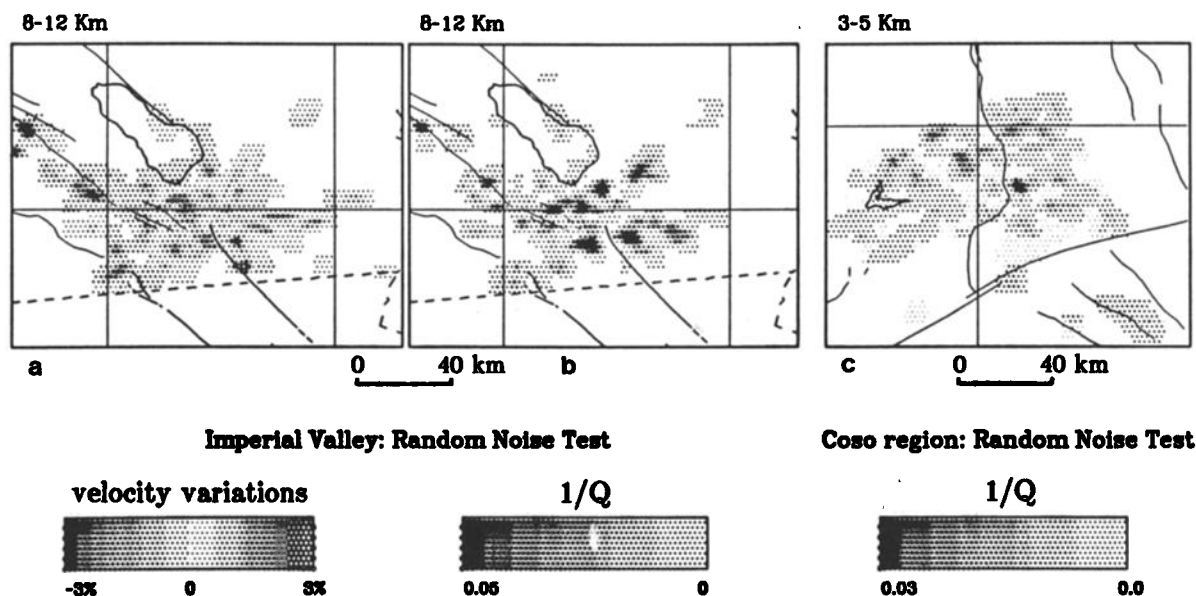 8-12 Km 8-12 Km 3-5 Km
a 0 40 km b c 0 40 km
Imperial Valley: Random Noise Test Coso region: Random Noise Test
velocity variations 1/Q 1/Q
-3% 0 3% 0.05 0 0.03 0.0